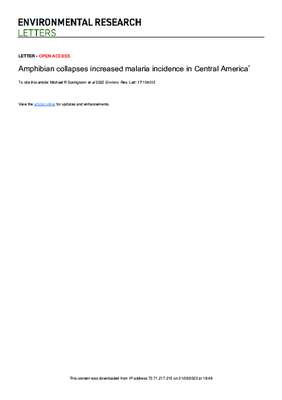 ENVIRONMENTAL RESEARCH
LETTERS
LETTER • OPEN ACCESS
Amphibian collapses increased malaria incidence in Central America*
To cite this article: Michael R Springborn et al 2022 Environ. Res. Lett. 17 104012
View the article online for updates and enhancements.
This content was downloaded from IP address 73.71.217.215 on 21/09/2022 at 18:48